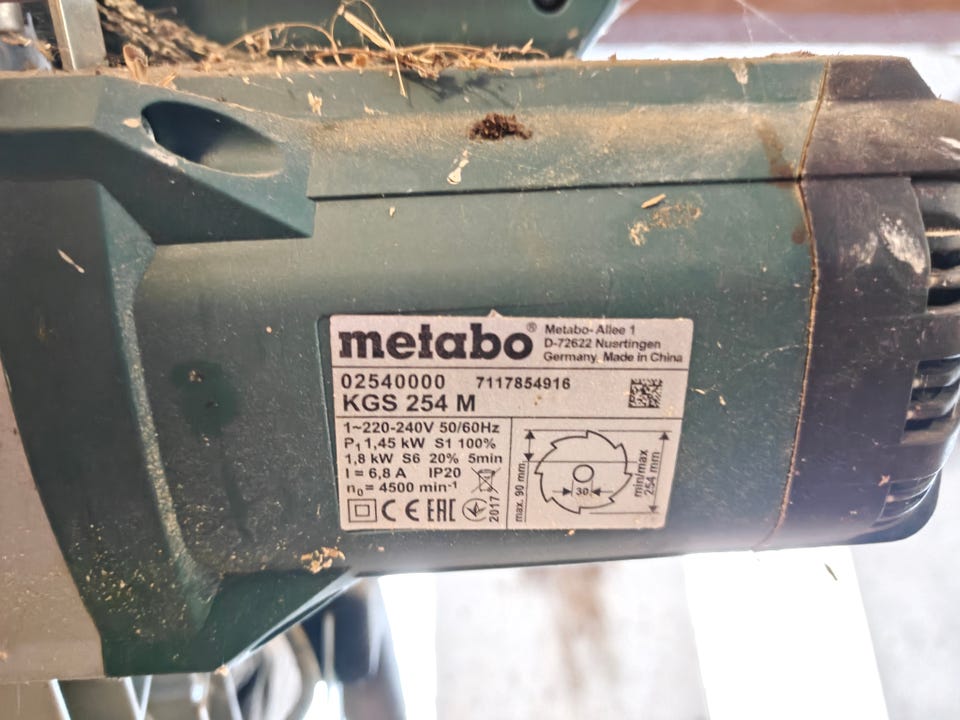 metabo®
Metabo-Allee 1
D-72622 Nusrtingen
Germany, Made in China
02540000 7117854916
KGS 254 M
1~220-240V 50/60Hz
P1 1,45 kW S1 100%
1,8 kW S6 20% 5min
I = 6,8 A IP20
n0= 4500 min-1
CE EAC 2017
max. 90 mm
30
min/max
254 mm